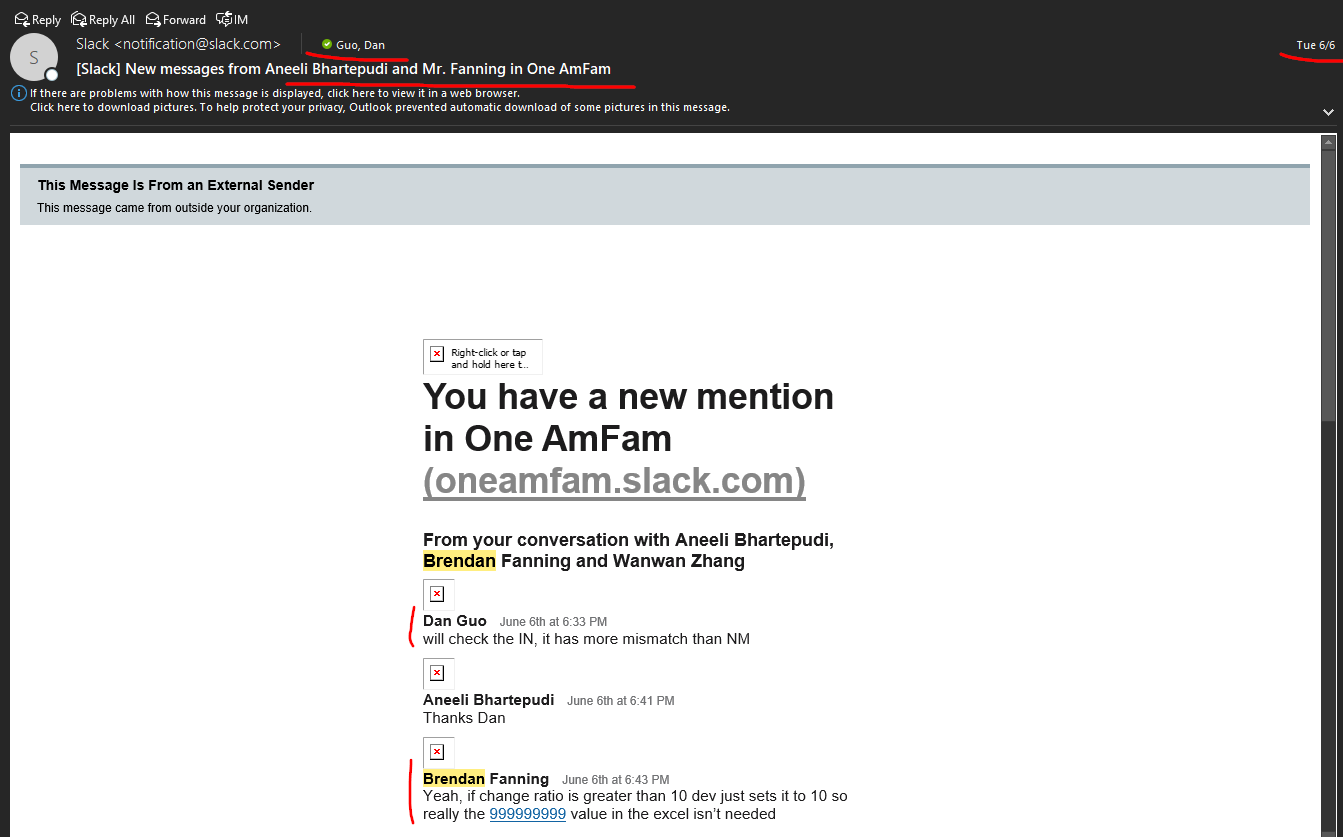 Reply Reply All Forward IM
S
Slack <notification@slack.com> Guo, Dan Tue 6/6
[Slack] New messages from Aneeli Bhartepudi and Mr. Fanning in One AmFam
If there are problems with how this message is displayed, click here to view it in a web browser.
Click here to download pictures. To help protect your privacy, Outlook prevented automatic download of some pictures in this message.
This Message Is From an External Sender
This message came from outside your organization.
Right-click or tap
and hold here t...
You have a new mention
in One AmFam
(oneamfam.slack.com)
From your conversation with Aneeli Bhartepudi,
Brendan Fanning and Wanwan Zhang
Dan Guo June 6th at 6:33 PM
will check the IN, it has more mismatch than NM
Aneeli Bhartepudi June 6th at 6:41 PM
Thanks Dan
Brendan Fanning June 6th at 6:43 PM
Yeah, if change ratio is greater than 10 dev just sets it to 10 so
really the 999999999 value in the excel isn't needed